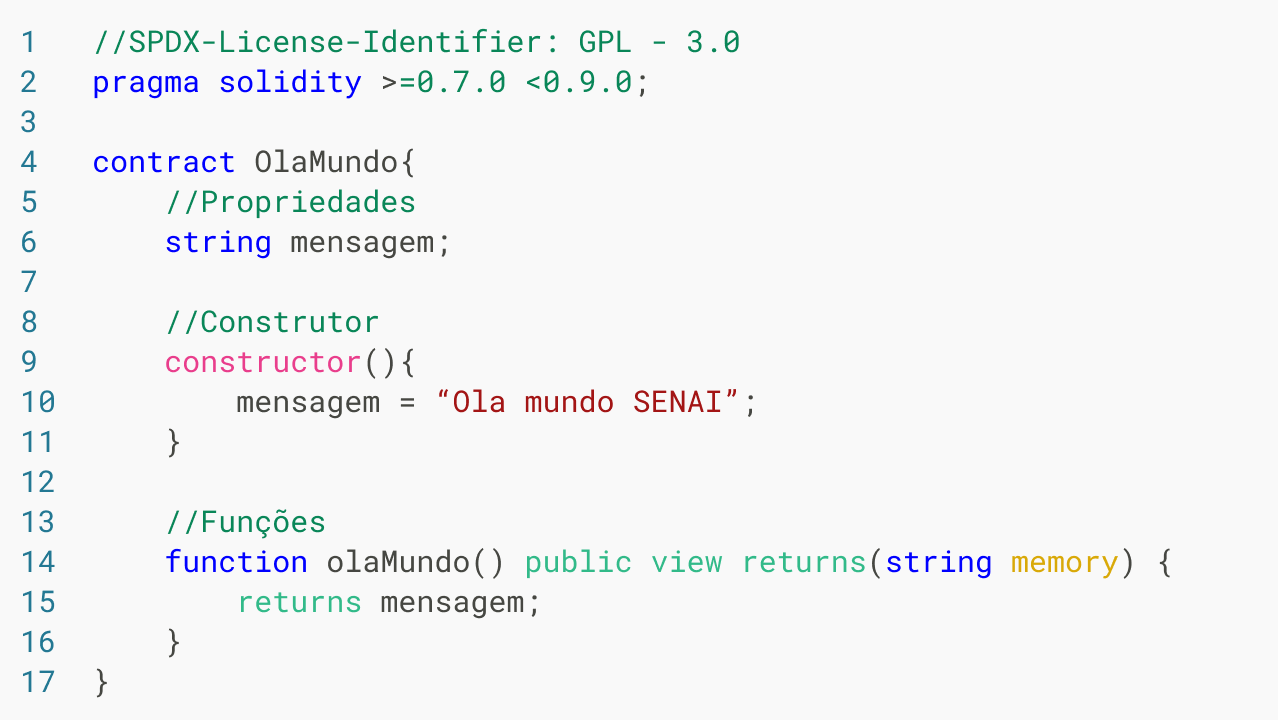 1 //SPDX-License-Identifier: GPL - 3.0
2 pragma solidity >=0.7.0 <0.9.0;
3
4 contract OlaMundo{
5 //Propriedades
6 string mensagem;
7
8 //Construtor
9 constructor(){
10 mensagem = “Ola mundo SENAI”;
11 }
12
13 //Funções
14 function olaMundo() public view returns(string memory) {
15 returns mensagem;
16 }
17 }